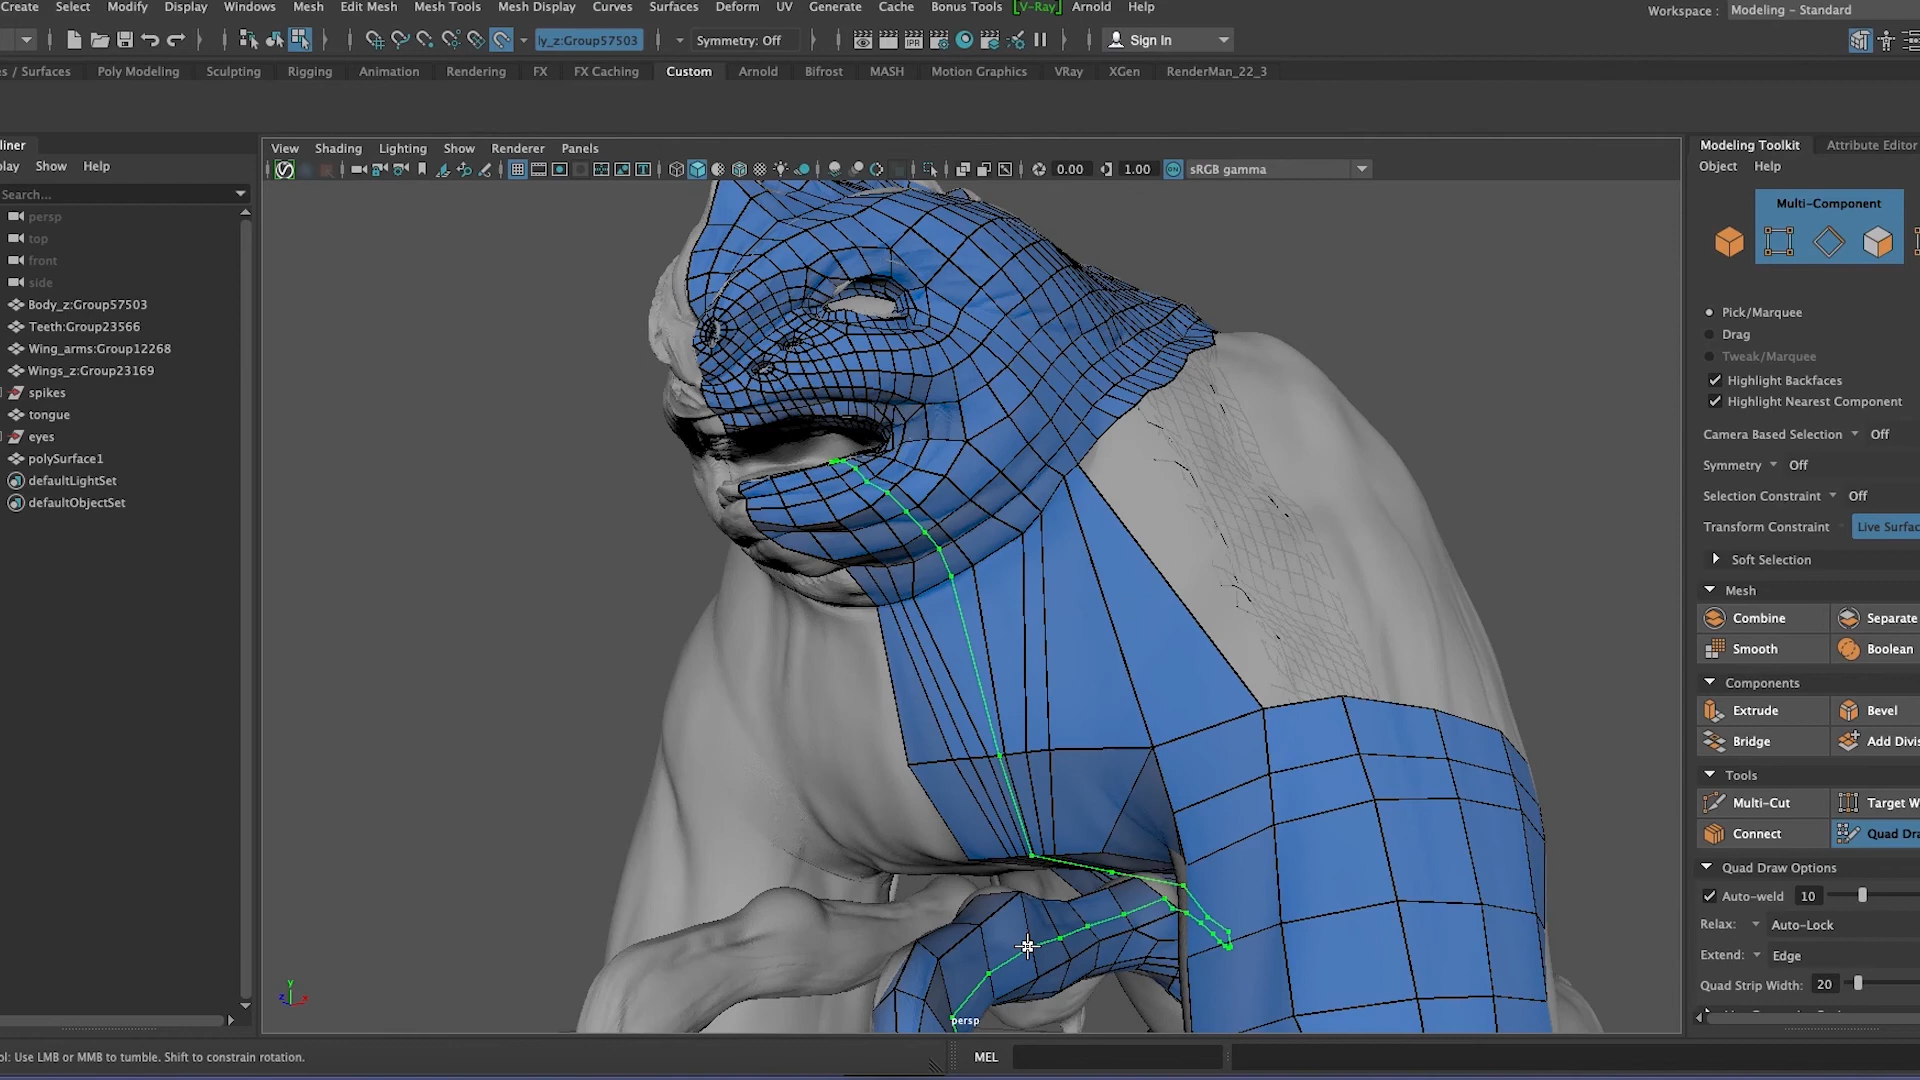 Create Select Modify Display Windows Mesh Edit Mesh Mesh Tools Mesh Display Curves Surfaces Deform UV Generate Cache Bonus Tools [V-Ray] Arnold Help
Workspace : Modeling - Standard
ly_z:Group57503 Symmetry: Off IPR Sign In
s / Surfaces Poly Modeling Sculpting Rigging Animation Rendering FX FX Caching Custom Arnold Bifrost MASH Motion Graphics VRay XGen RenderMan_22_3
liner
play Show Help
Search...
persp
top
front
side
Body_z:Group57503
Teeth:Group23566
Wing_arms:Group12268
Wings_z:Group23169
spikes
tongue
eyes
polySurface1
defaultLightSet
defaultObjectSet
View Shading Lighting Show Renderer Panels
0.00 1.00 ON sRGB gamma
y
z x
persp
Modeling Toolkit Attribute Editor
Object Help
Multi-Component
Pick/Marquee
Drag
Tweak/Marquee
Highlight Backfaces
Highlight Nearest Component
Camera Based Selection Off
Symmetry Off
Selection Constraint Off
Transform Constraint Live Surfac
Soft Selection
Mesh
Combine Separate
Smooth Boolean
Components
Extrude Bevel
Bridge Add Divis
Tools
Multi-Cut Target W
Connect Quad Dra
Quad Draw Options
Auto-weld 10
Relax: Auto-Lock
Extend: Edge
Quad Strip Width: 20
ol: Use LMB or MMB to tumble. Shift to constrain rotation.
MEL